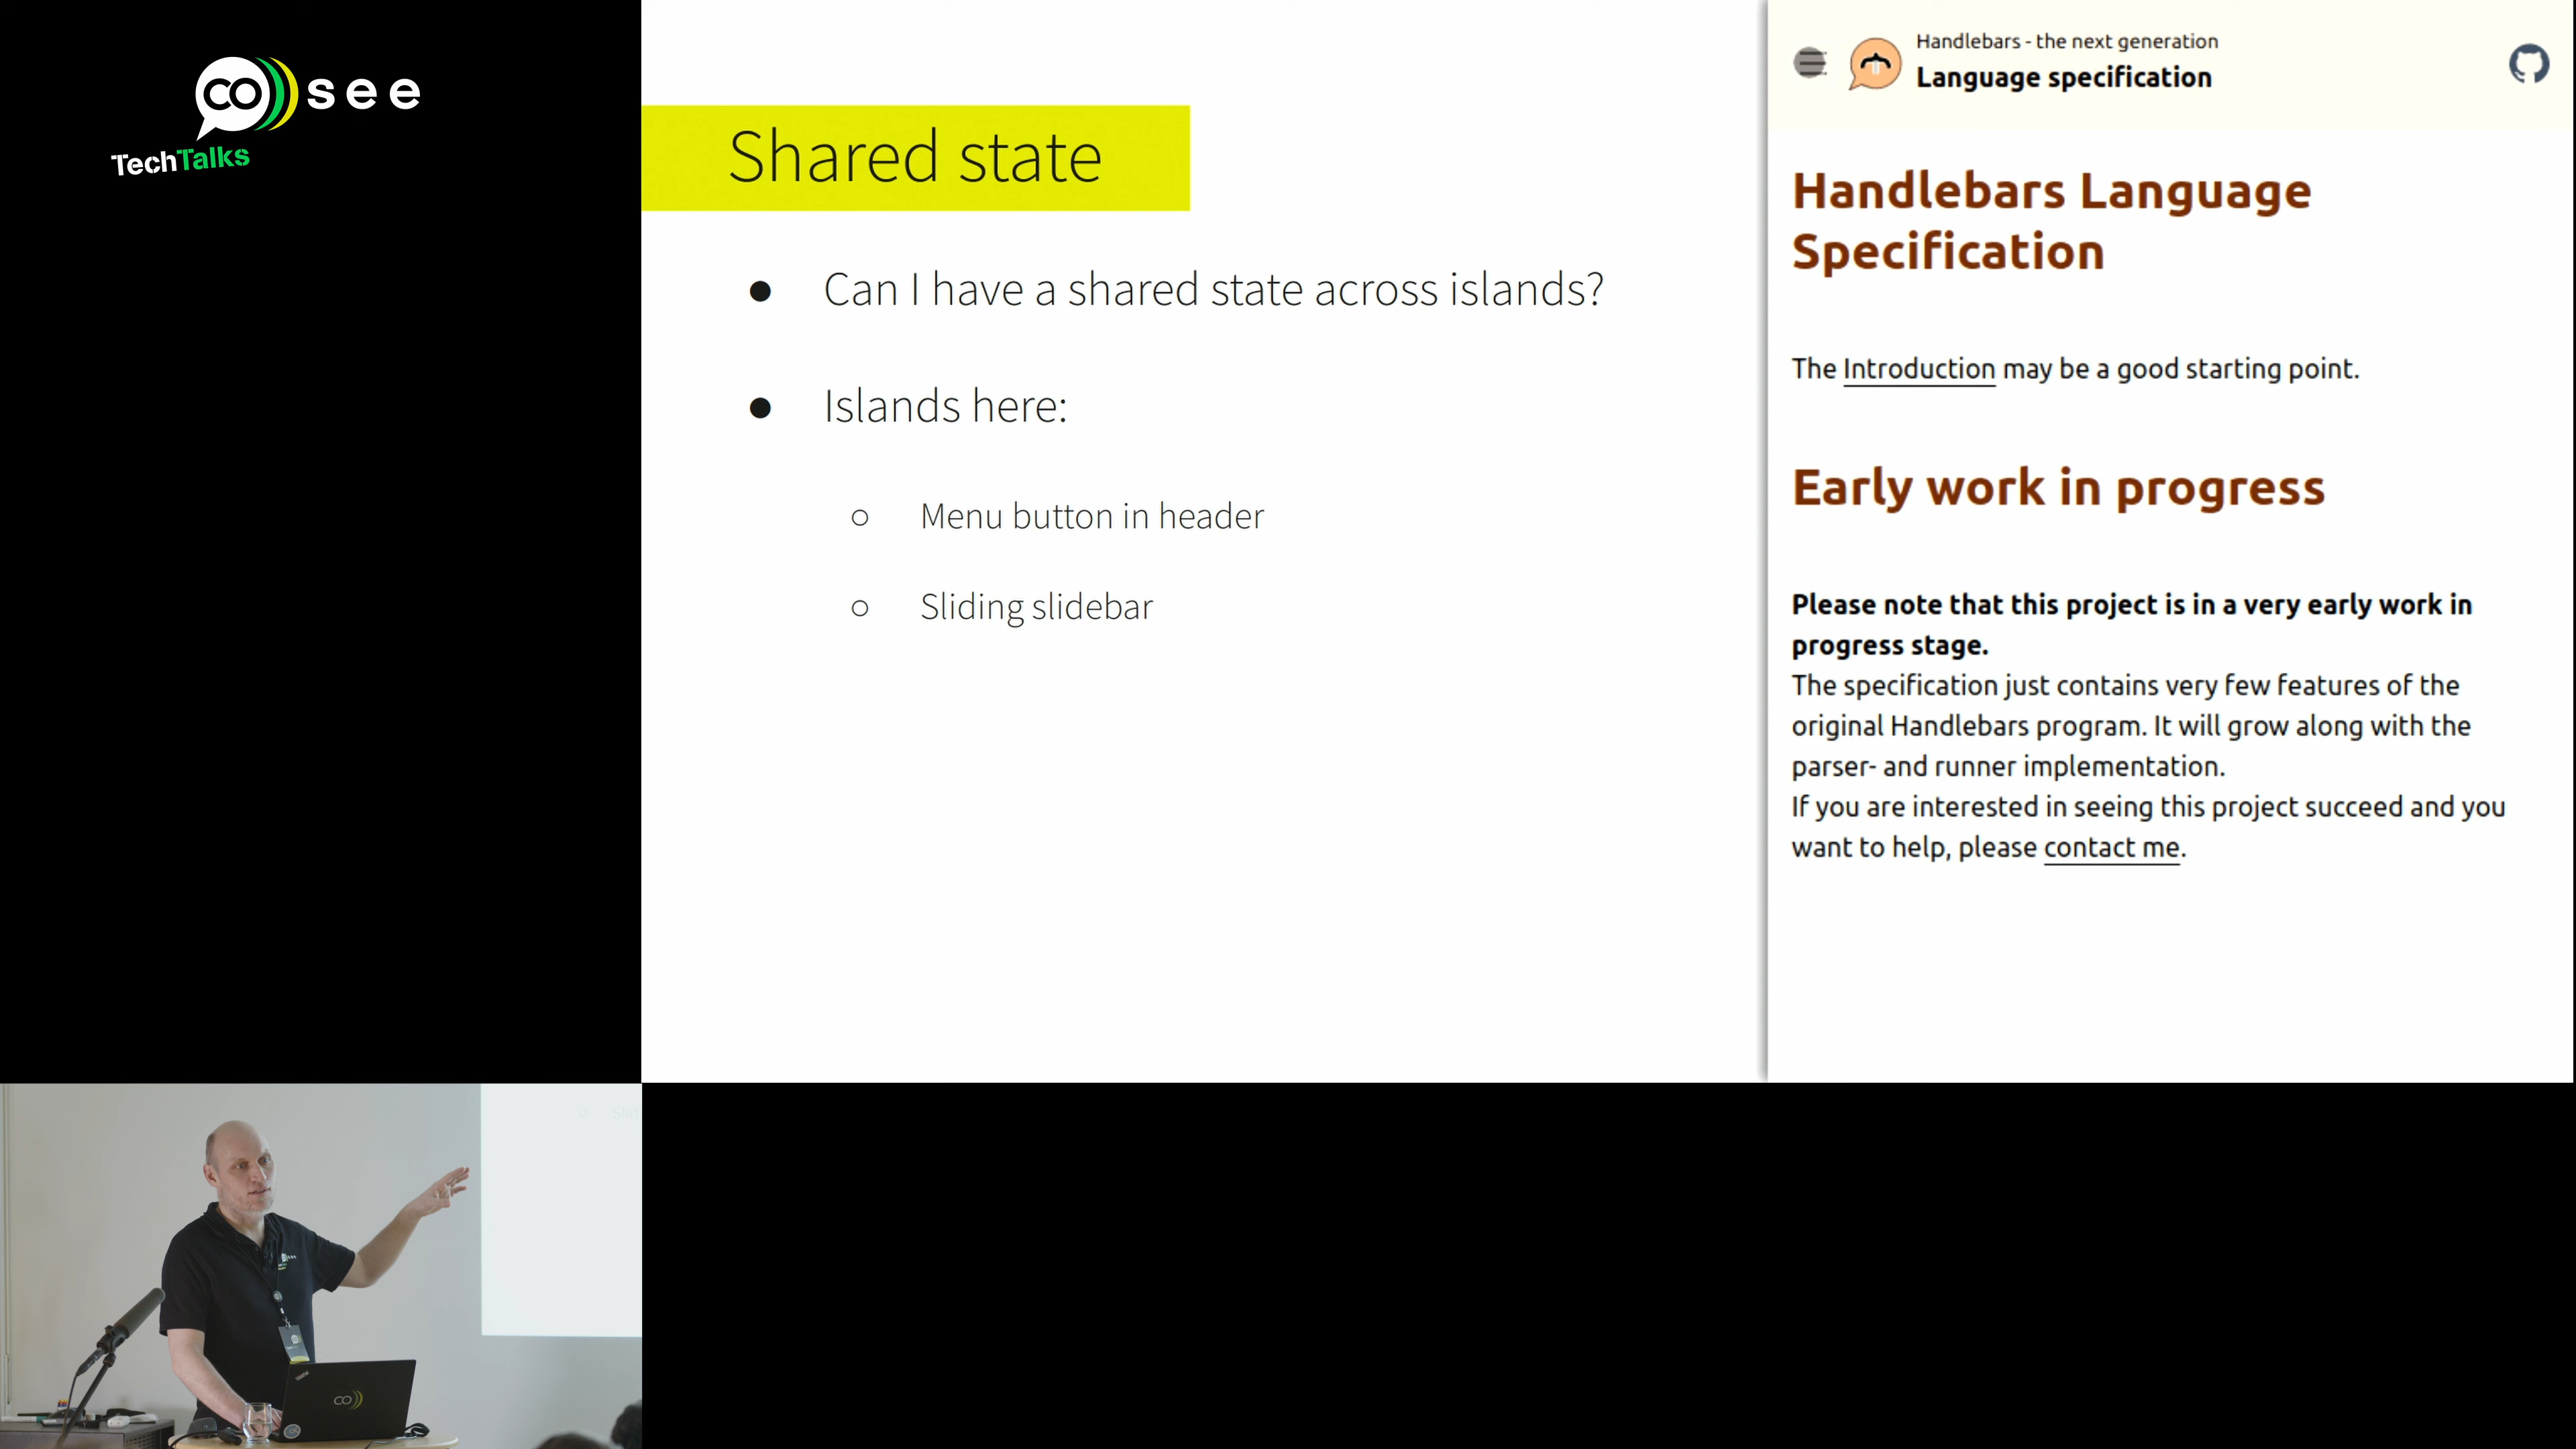 co see
TechTalks
Shared state
● Can I have a shared state across islands?
● Islands here:
○ Menu button in header
○ Sliding slidebar
Handlebars - the next generation
Language specification
Handlebars Language
Specification
The Introduction may be a good starting point.
Early work in progress
Please note that this project is in a very early work in
progress stage.
The specification just contains very few features of the
original Handlebars program. It will grow along with the
parser- and runner implementation.
If you are interested in seeing this project succeed and you
want to help, please contact me.
co